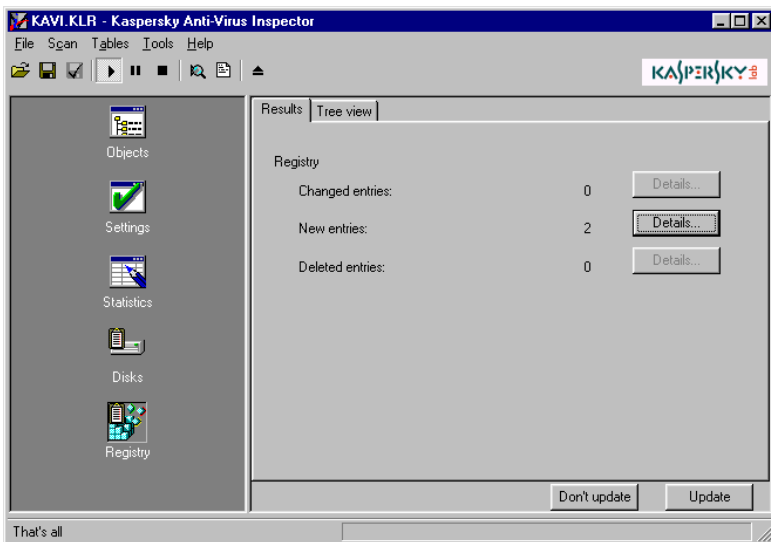 KAVI.KLR - Kaspersky Anti-Virus Inspector
File Scan Tables Tools Help
KASPERSKY lab
Objects
Settings
Statistics
Disks
Registry
Results Tree view
Registry
Changed entries: 0 Details...
New entries: 2 Details...
Deleted entries: 0 Details...
Don't update Update
That's all